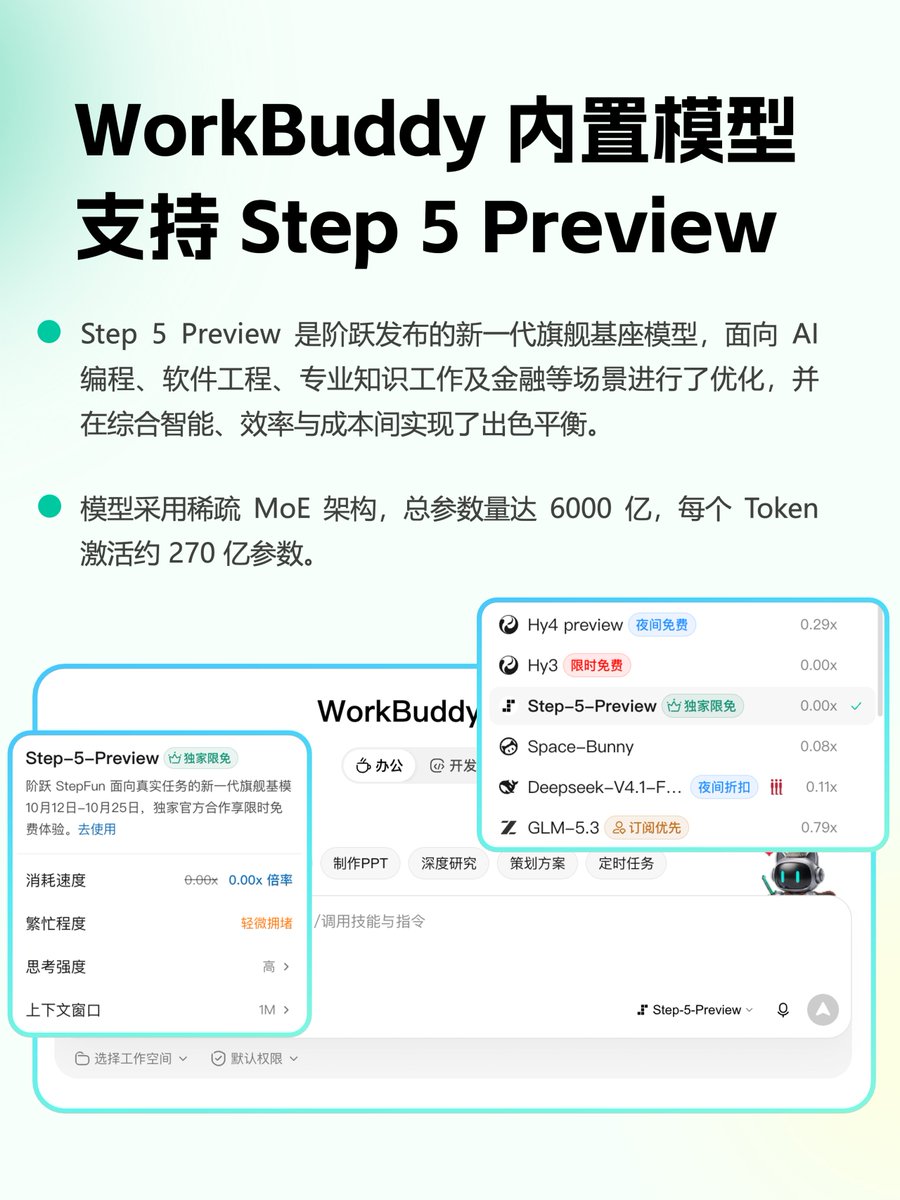 WorkBuddy 内置模型
支持 Step 5 Preview
Step 5 Preview 是阶跃发布的新一代旗舰基座模型，面向 AI
编程、软件工程、专业知识工作及金融等场景进行了优化，并
在综合智能、效率与成本间实现了出色平衡。
模型采用稀疏 MoE 架构，总参数量达 6000 亿，每个 Token
激活约 270 亿参数。
Hy4 preview 夜间免费 0.29x
Hy3 限时免费 0.00x
Step-5-Preview 独家限免 0.00x
Space-Bunny 0.08x
Deepseek-V4.1-F... 夜间折扣 0.11x
GLM-5.3 订阅优先 0.79x
WorkBuddy
办公 开发
Step-5-Preview 独家限免
阶跃 StepFun 面向真实任务的新一代旗舰基模
10月12日-10月25日，独家官方合作享限时免
费体验。去使用
消耗速度 0.00x 0.00x 倍率
繁忙程度 轻微拥堵
思考强度 高
上下文窗口 1M
制作PPT 深度研究 策划方案 定时任务
/调用技能与指令
Step-5-Preview
选择工作空间 默认权限